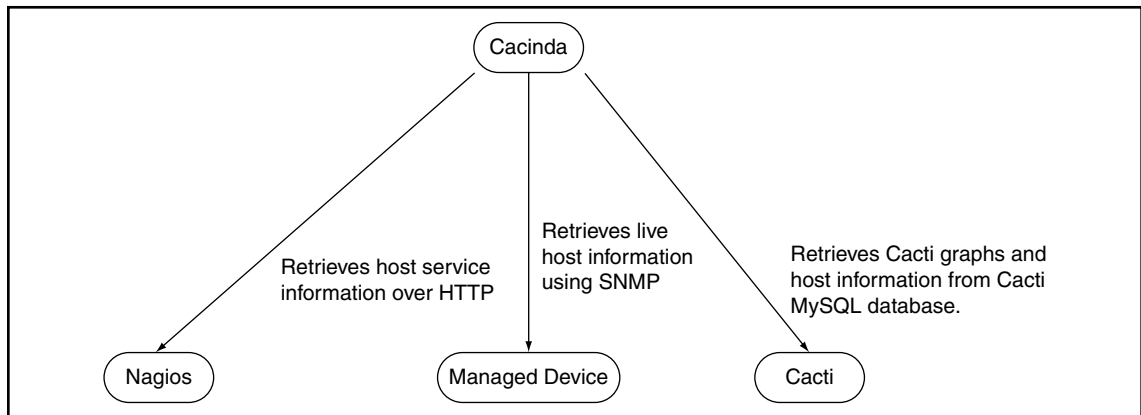 Cacinda
Retrieves host service
information over HTTP
Retrieves live
host information
using SNMP
Retrieves Cacti graphs and
host information from Cacti
MySQL database.
Nagios
Managed Device
Cacti